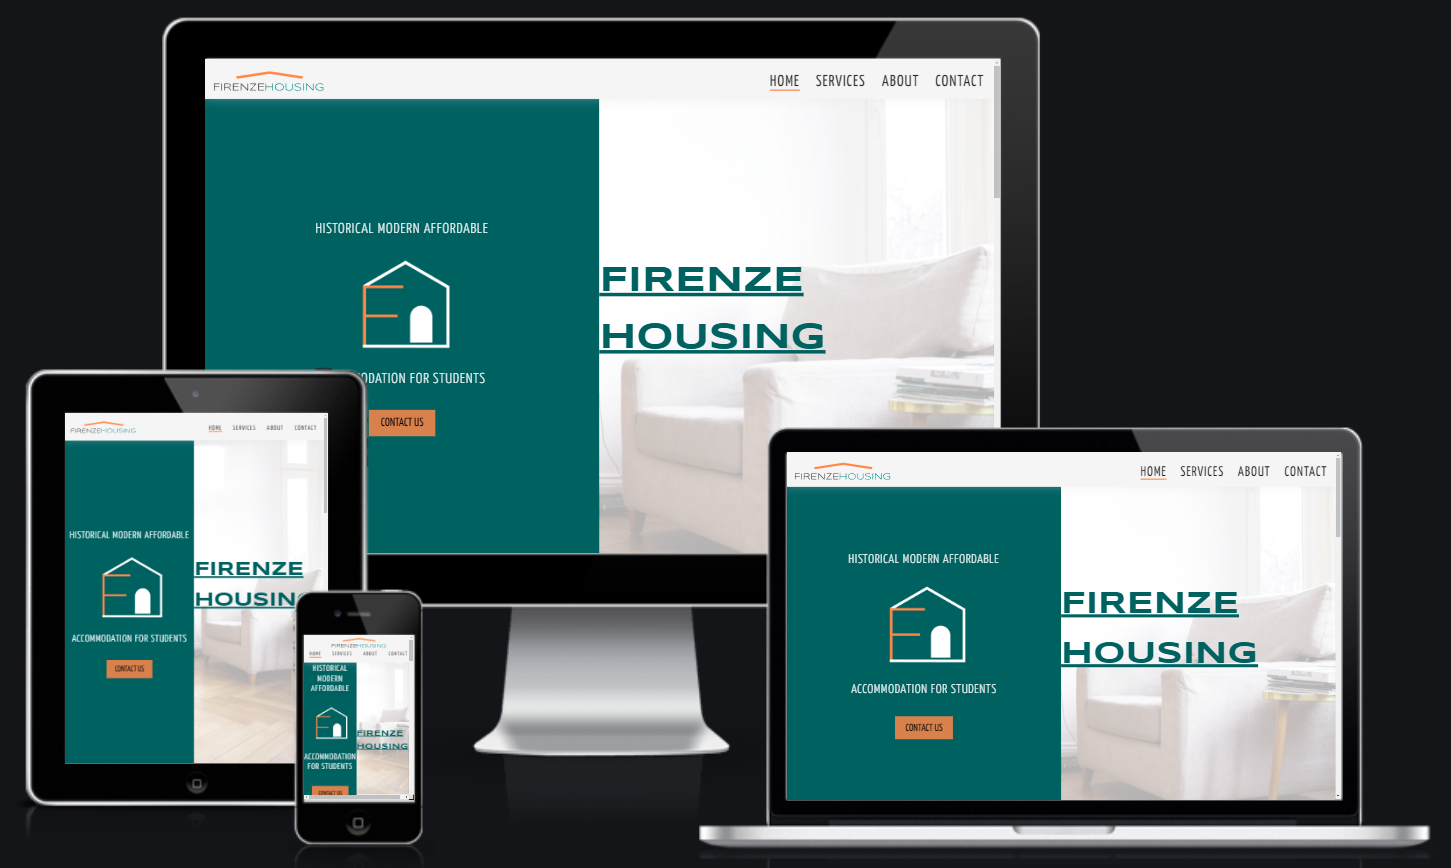 FIRENZEHOUSING
HOME SERVICES ABOUT CONTACT
HISTORICAL MODERN AFFORDABLE
ODATION FOR STUDENTS
CONTACT US
FIRENZE
HOUSING
FIRENZEHOUSING
HOME SERVICES ABOUT CONTACT
HISTORICAL MODERN AFFORDABLE
ACCOMMODATION FOR STUDENTS
CONTACT US
FIRENZE
HOUSING
FIRENZEHOUSING
HOME SERVICES ABOUT CONTACT
HISTORICAL
MODERN
AFFORDABLE
ACCOMMODATION
FOR STUDENTS
CONTACT US
FIRENZE
HOUSING
FIRENZEHOUSING
HOME SERVICES ABOUT CONTACT
HISTORICAL MODERN AFFORDABLE
ACCOMMODATION FOR STUDENTS
CONTACT US
FIRENZE
HOUSING